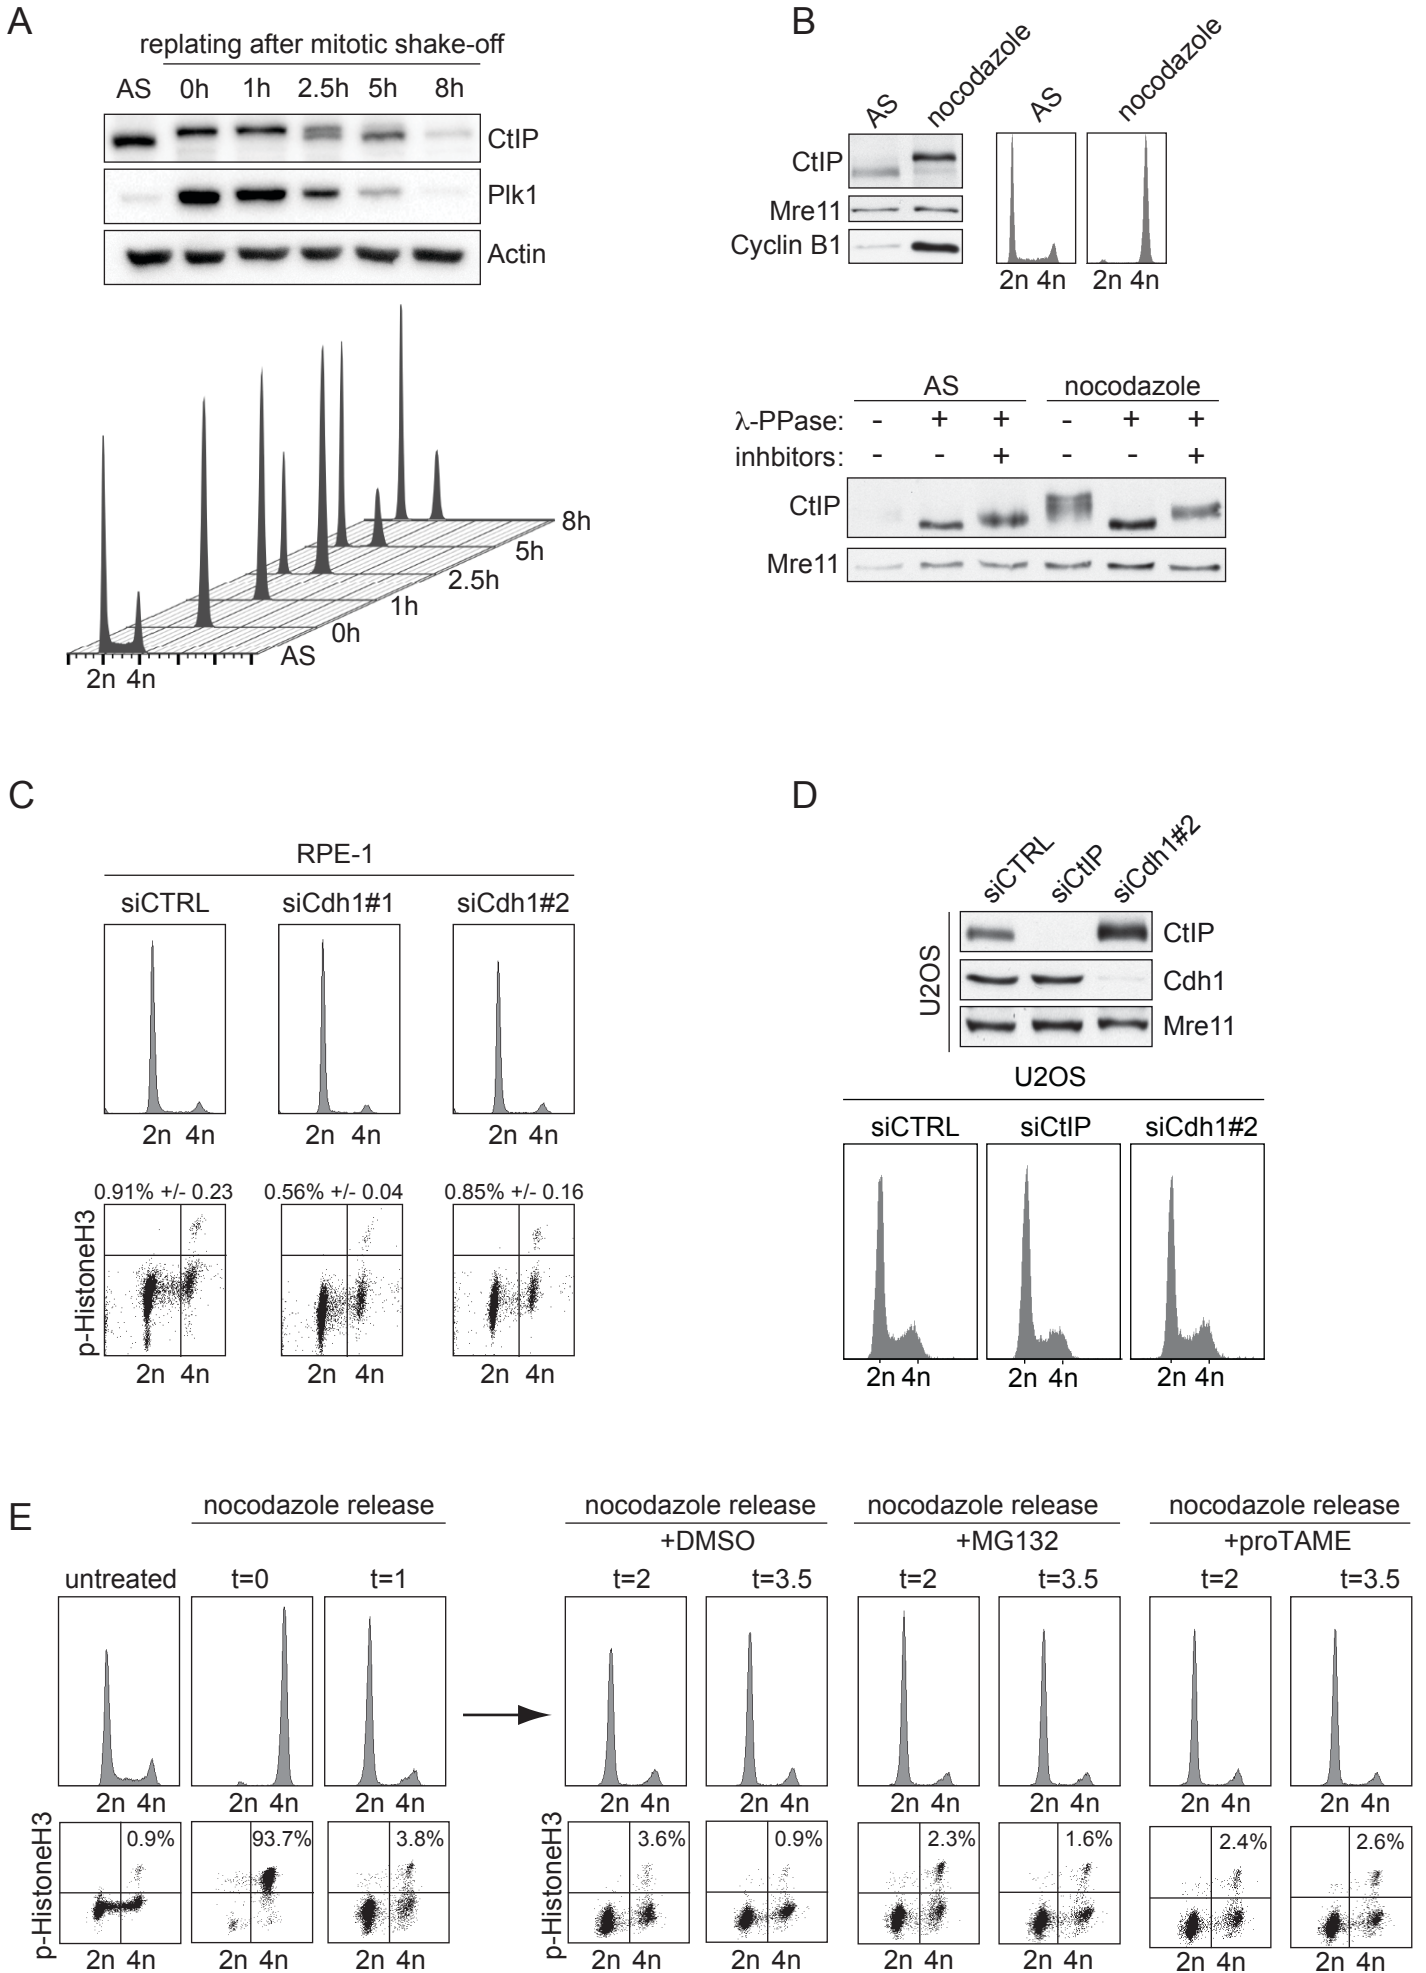 A
replating after mitotic shake-off
AS 0h 1h 2.5h 5h 8h
CtIP
Plk1
Actin
8h
5h
2.5h
1h
0h
AS
2n 4n
B
AS nocodazole
CtIP
Mre11
Cyclin B1
AS nocodazole
2n 4n 2n 4n
AS nocodazole
λ-PPase: - + + - + +
inhbitors: - - + - - +
CtIP
Mre11
C
RPE-1
siCTRL siCdh1#1 siCdh1#2
2n 4n 2n 4n 2n 4n
0.91% +/- 0.23 0.56% +/- 0.04 0.85% +/- 0.16
p-HistoneH3
2n 4n 2n 4n 2n 4n
D
siCTRL siCtIP siCdh1#2
U2OS
CtIP
Cdh1
Mre11
U2OS
siCTRL siCtIP siCdh1#2
2n 4n 2n 4n 2n 4n
E
nocodazole release nocodazole release nocodazole release nocodazole release
+DMSO +MG132 +proTAME
untreated t=0 t=1 t=2 t=3.5 t=2 t=3.5 t=2 t=3.5
2n 4n 2n 4n 2n 4n 2n 4n 2n 4n 2n 4n 2n 4n 2n 4n 2n 4n
p-HistoneH3 0.9% 93.7% 3.8% p-HistoneH3 3.6% 0.9% 2.3% 1.6% 2.4% 2.6%
2n 4n 2n 4n 2n 4n 2n 4n 2n 4n 2n 4n 2n 4n 2n 4n 2n 4n